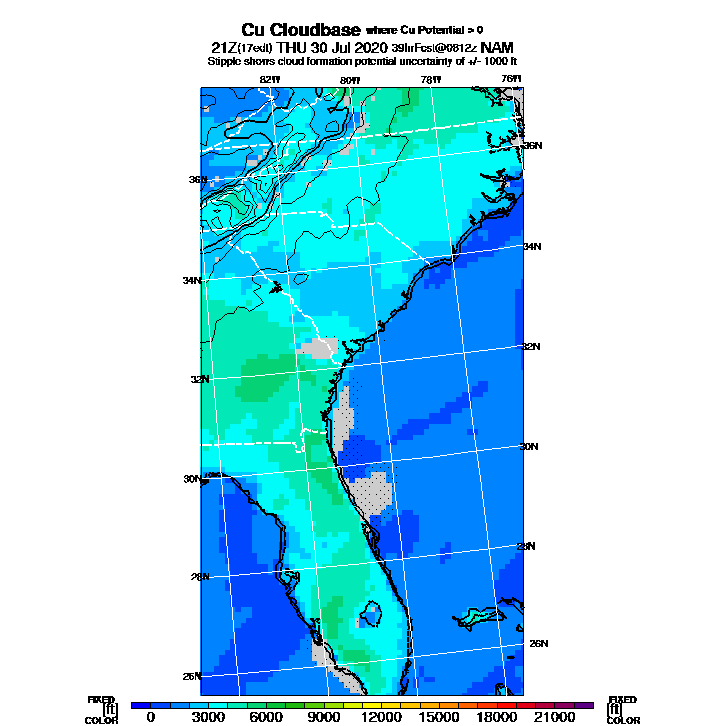 Cu Cloudbase where Cu Potential > 0
21Z(17edt) THU 30 Jul 2020 39hrFcst@0612z NAM
Stipple shows cloud formation potential uncertainty of +/- 1000 ft
82W 80W 78W 76W
36N 36N
34N 34N
32N 32N
30N 30N
28N 28N
26N 26N
FIXED FIXED
[ft] [ft]
COLOR 0 3000 6000 9000 12000 15000 18000 21000 COLOR